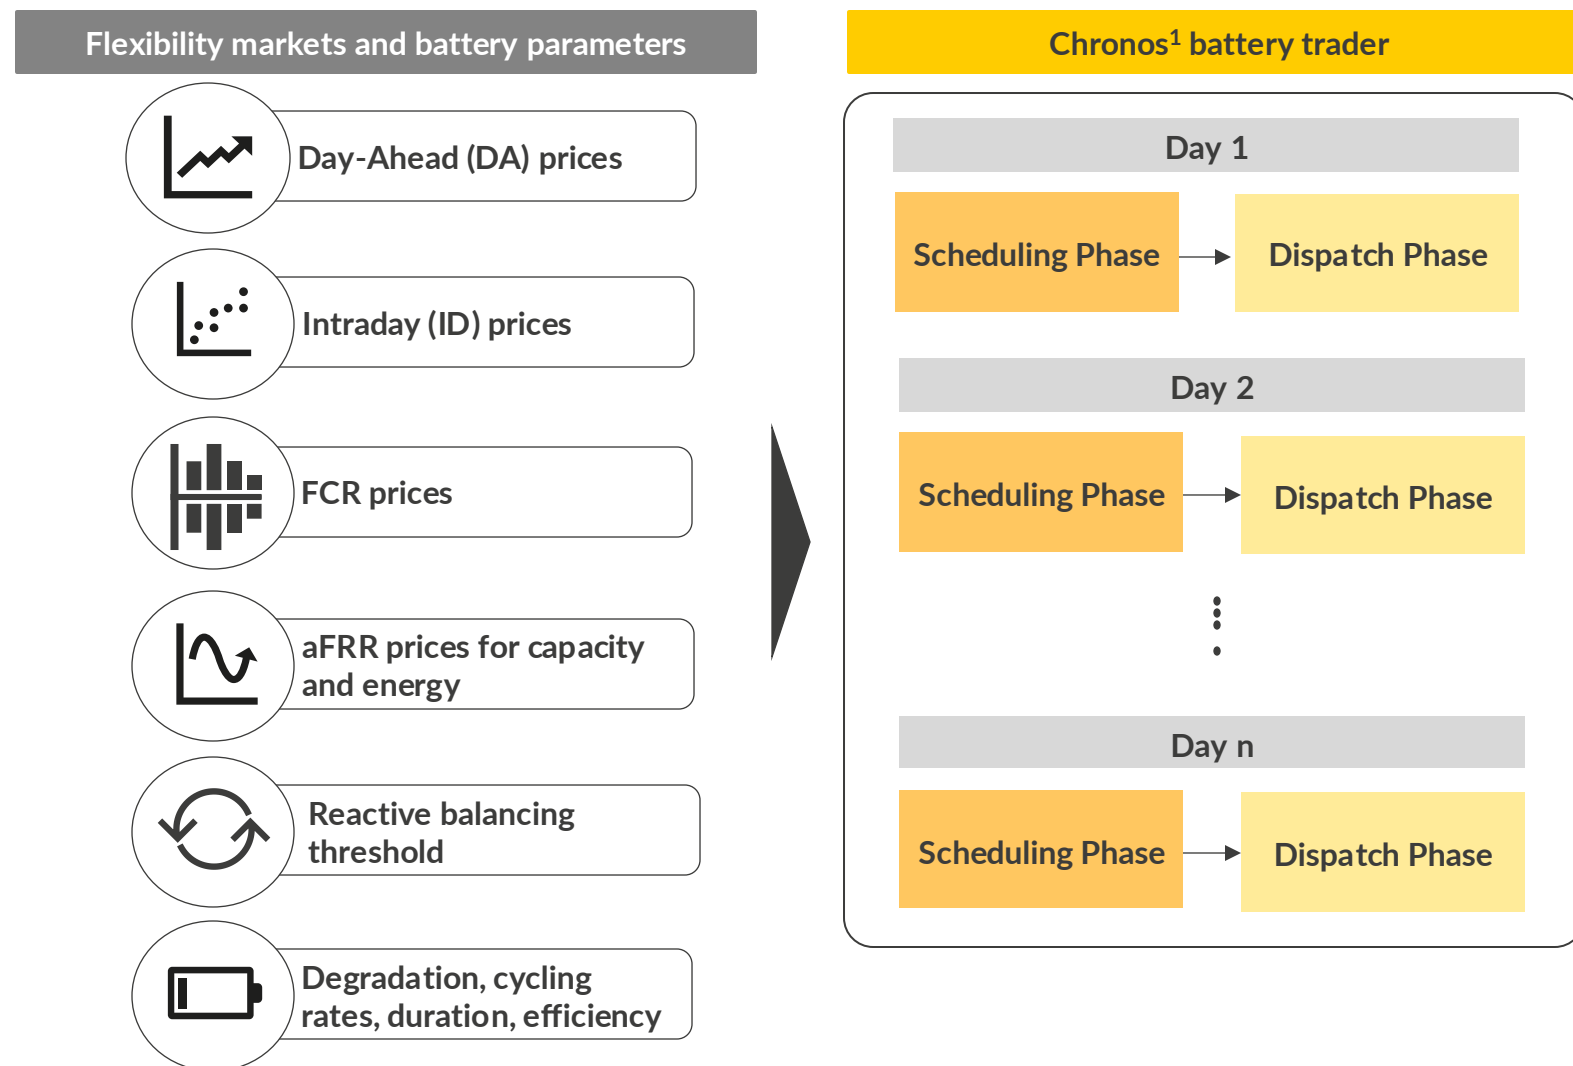 Flexibility markets and battery parameters
Day-Ahead (DA) prices
Intraday (ID) prices
FCR prices
aFRR prices for capacity
and energy
Reactive balancing
threshold
Degradation, cycling
rates, duration, efficiency
Chronos¹ battery trader
Day 1
Scheduling Phase
Dispatch Phase
Day 2
Scheduling Phase
Dispatch Phase
Day n
Scheduling Phase
Dispatch Phase